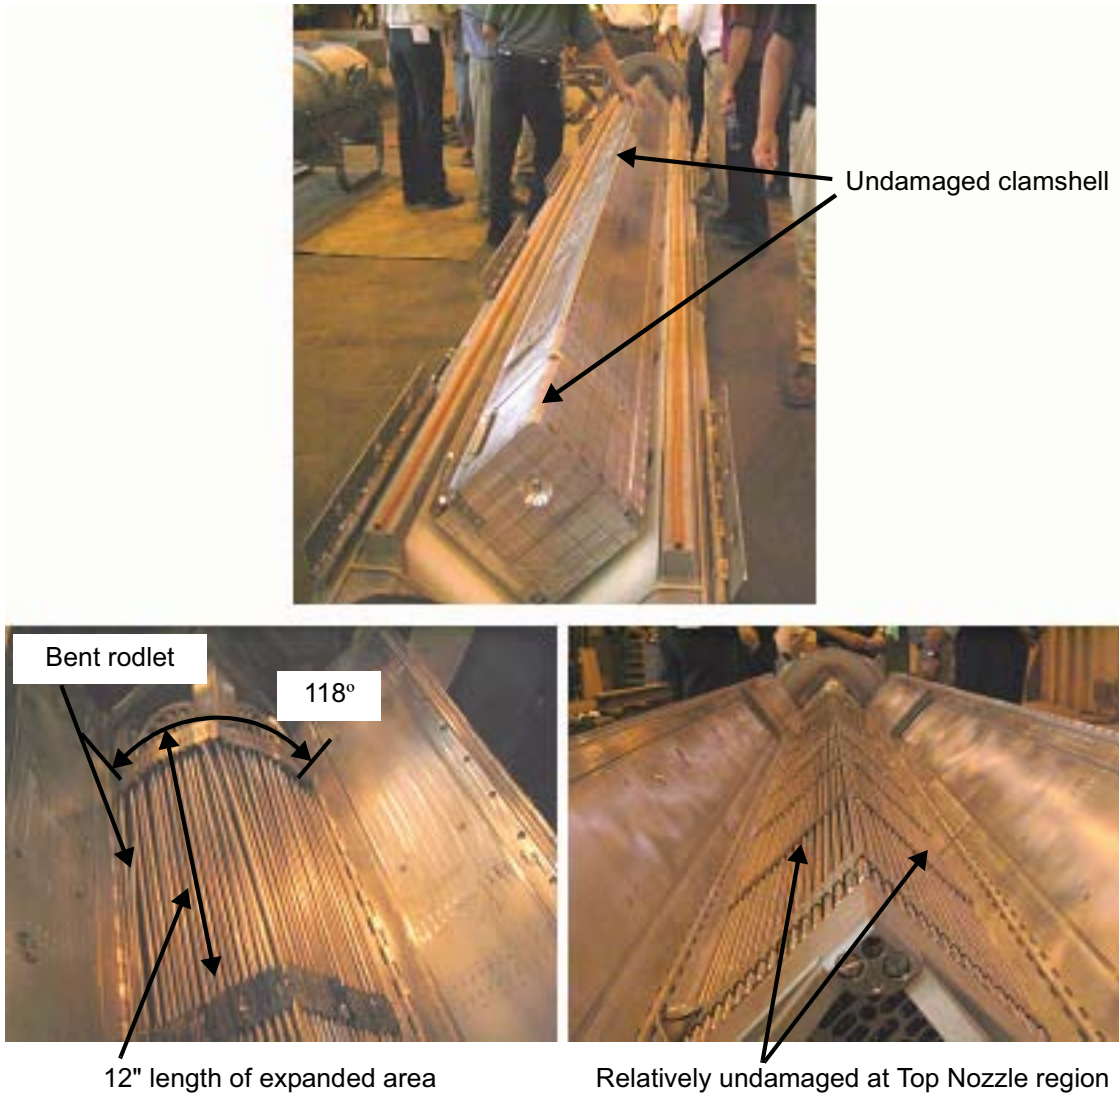 Undamaged clamshell
Bent rodlet
118º
12" length of expanded area
Relatively undamaged at Top Nozzle region